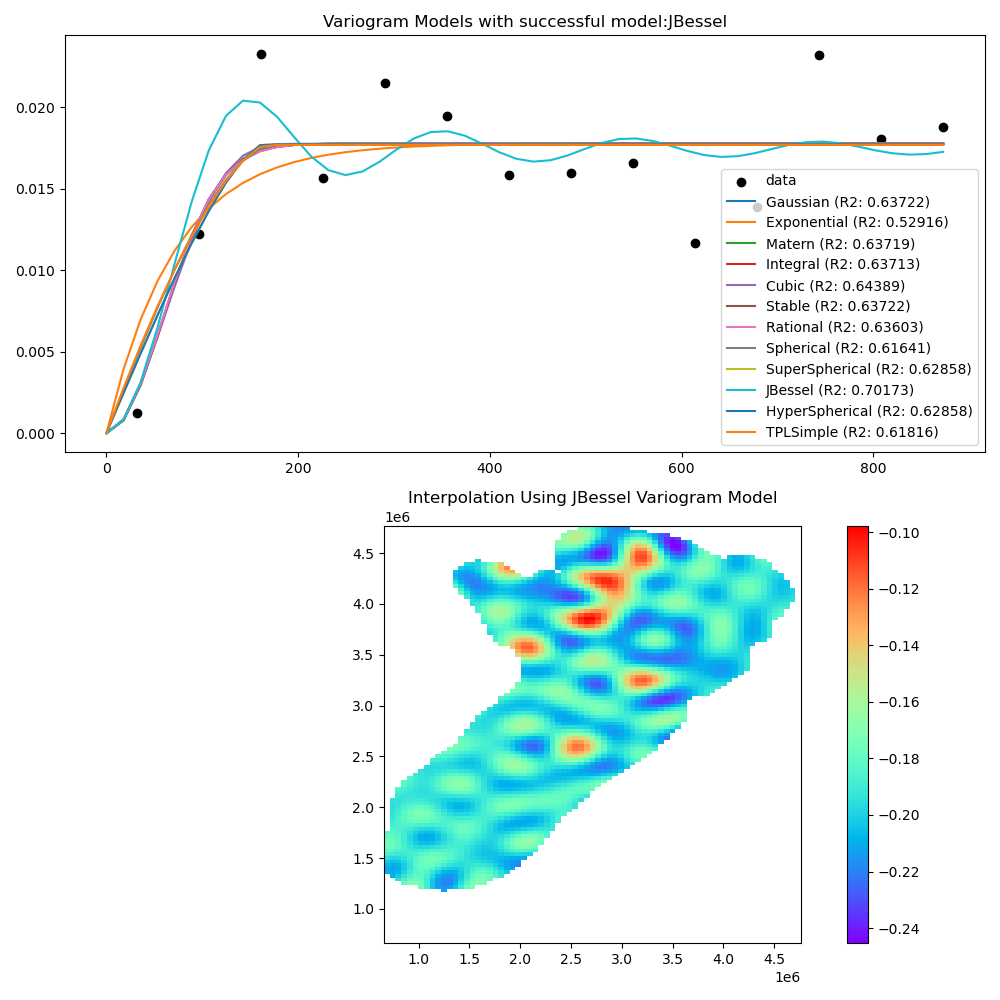 Variogram Models with successful model:JBessel
0.020
0.015
0.010
0.005
0.000
0
200
400
600
800
data
Gaussian (R2: 0.63722)
Exponential (R2: 0.52916)
Matern (R2: 0.63719)
Integral (R2: 0.63713)
Cubic (R2: 0.64389)
Stable (R2: 0.63722)
Rational (R2: 0.63603)
Spherical (R2: 0.61641)
SuperSpherical (R2: 0.62858)
JBessel (R2: 0.70173)
HyperSpherical (R2: 0.62858)
TPLSimple (R2: 0.61816)
Interpolation Using JBessel Variogram Model
1e6
4.5
4.0
3.5
3.0
2.5
2.0
1.5
1.0
1.0
1.5
2.0
2.5
3.0
3.5
4.0
4.5
1e6
−0.10
−0.12
−0.14
−0.16
−0.18
−0.20
−0.22
−0.24